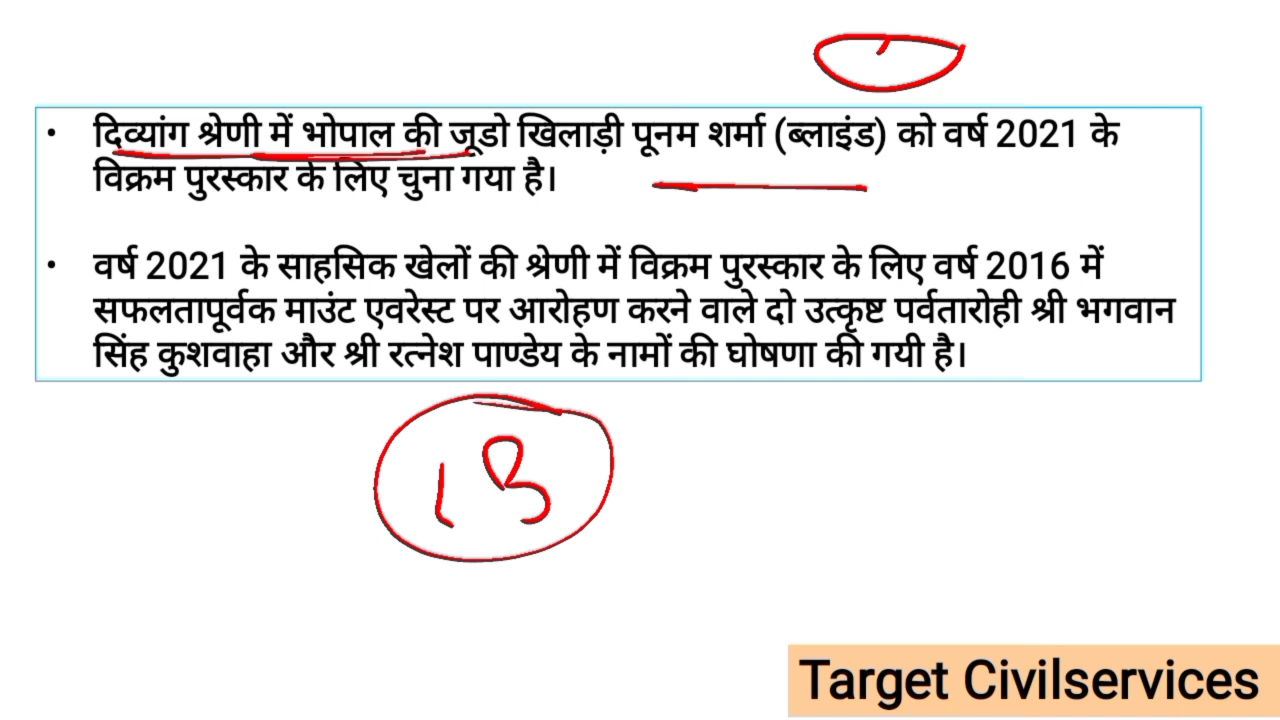 • दिव्यांग श्रेणी में भोपाल की जूडो खिलाड़ी पूनम शर्मा (ब्लाइंड) को वर्ष 2021 के
विक्रम पुरस्कार के लिए चुना गया है।
• वर्ष 2021 के साहसिक खेलों की श्रेणी में विक्रम पुरस्कार के लिए वर्ष 2016 में
सफलतापूर्वक माउंट एवरेस्ट पर आरोहण करने वाले दो उत्कृष्ट पर्वतारोही श्री भगवान
सिंह कुशवाहा और श्री रत्नेश पाण्डेय के नामों की घोषणा की गयी है।
13
Target Civilservices